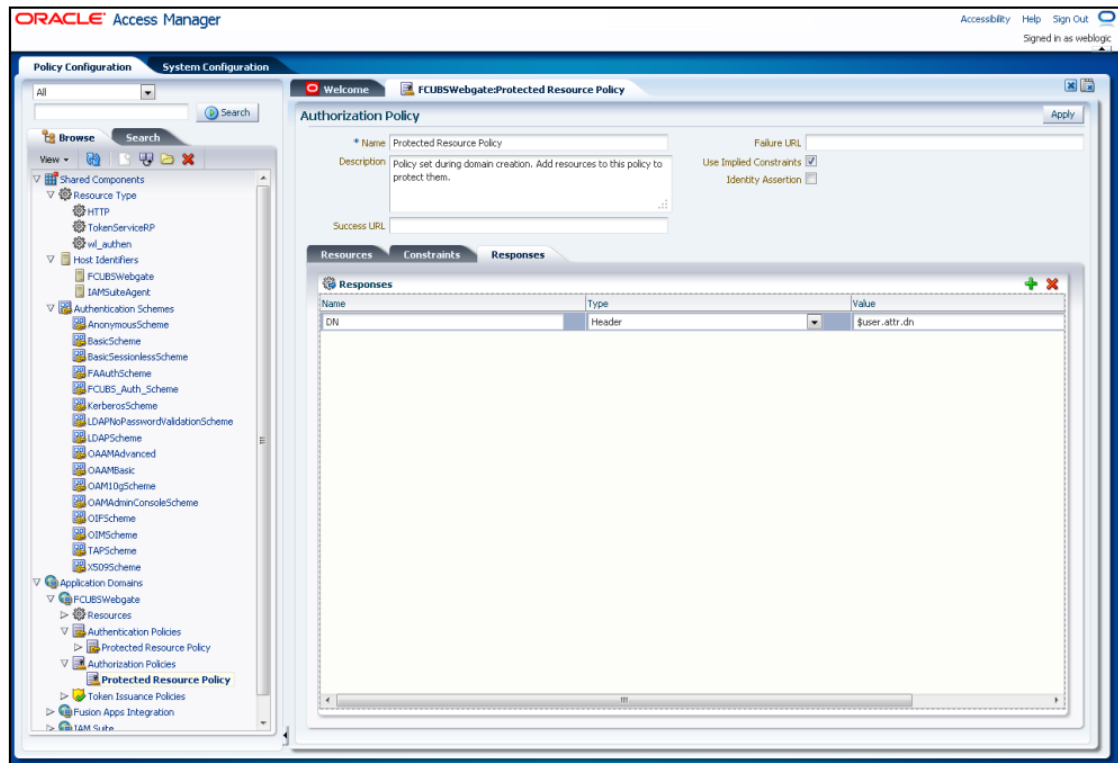 ORACLE Access Manager
Accessibility Help Sign Out
Signed in as weblogic
Policy Configuration System Configuration
All
Search
Browse Search
View
Shared Components
Resource Type
HTTP
TokenServiceRP
wl_authen
Host Identifiers
FCUBSWebgate
IAMSuiteAgent
Authentication Schemes
AnonymousScheme
BasicScheme
BasicSessionlessScheme
FAAuthScheme
FCUBS_Auth_Scheme
KerberosScheme
LDAPNoPasswordValidationScheme
LDAPScheme
OAAMAdvanced
OAAMBasic
OAM10gScheme
OAMAdminConsoleScheme
OIFScheme
OIMScheme
TAPScheme
X509Scheme
Application Domains
FCUBSWebgate
Resources
Authentication Policies
Protected Resource Policy
Authorization Policies
Protected Resource Policy
Token Issuance Policies
Fusion Apps Integration
IAM Suite
Welcome FCUBSWebgate:Protected Resource Policy
Authorization Policy Apply
* Name Protected Resource Policy
Description Policy set during domain creation. Add resources to this policy to
protect them.
Success URL
Failure URL
Use Implied Constraints
Identity Assertion
Resources Constraints Responses
Responses
Name Type Value
DN Header $user.attr.dn